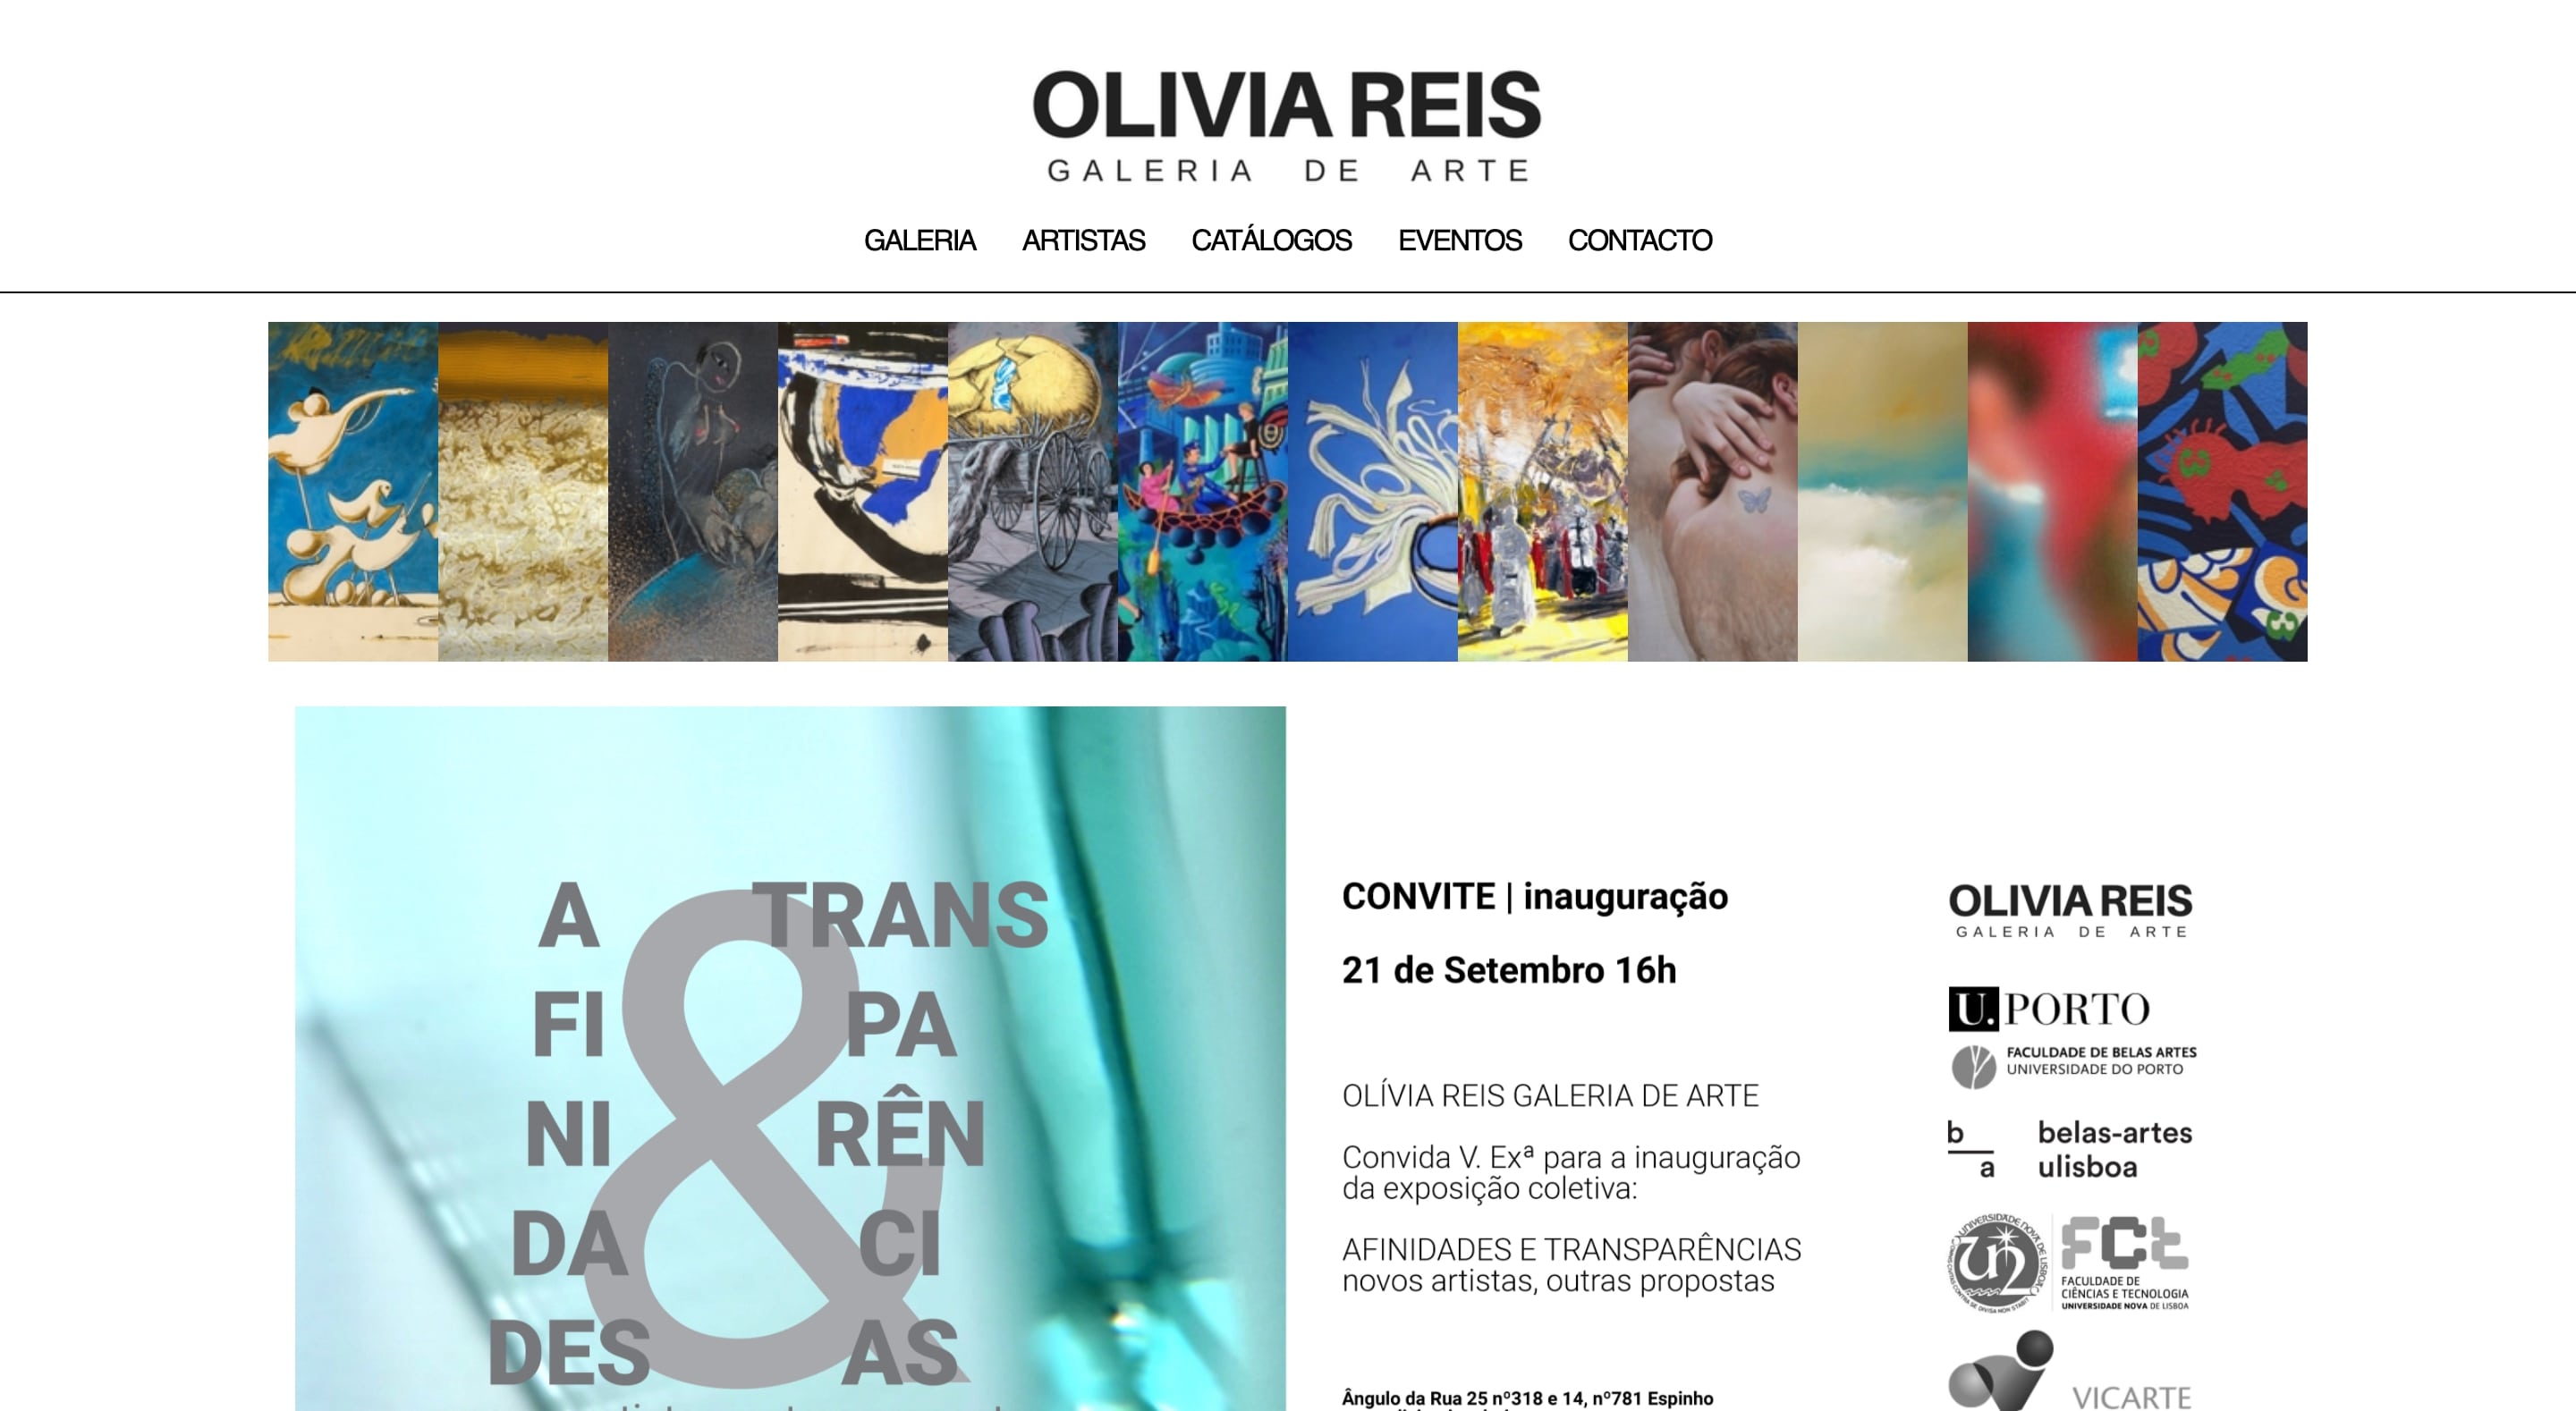 OLIVIA REIS
GALERIA DE ARTE
GALERIA ARTISTAS CATÁLOGOS EVENTOS CONTACTO
A
FI
NI
DA
DES
&
TRANS
PA
RÊN
CI
AS
CONVITE | inauguração
21 de Setembro 16h
OLÍVIA REIS GALERIA DE ARTE
Convida V. Exª para a inauguração
da exposição coletiva:
AFINIDADES E TRANSPARÊNCIAS
novos artistas, outras propostas
Ângulo da Rua 25 nº318 e 14, nº781 Espinho
OLIVIA REIS
GALERIA DE ARTE
U.PORTO
FACULDADE DE BELAS ARTES
UNIVERSIDADE DO PORTO
b
a
belas-artes
ulisboa
UNIVERSIDADE NOVA DE LISBOA
FCt
FACULDADE DE
CIÊNCIAS E TECNOLOGIA
UNIVERSIDADE NOVA DE LISBOA
VICARTE